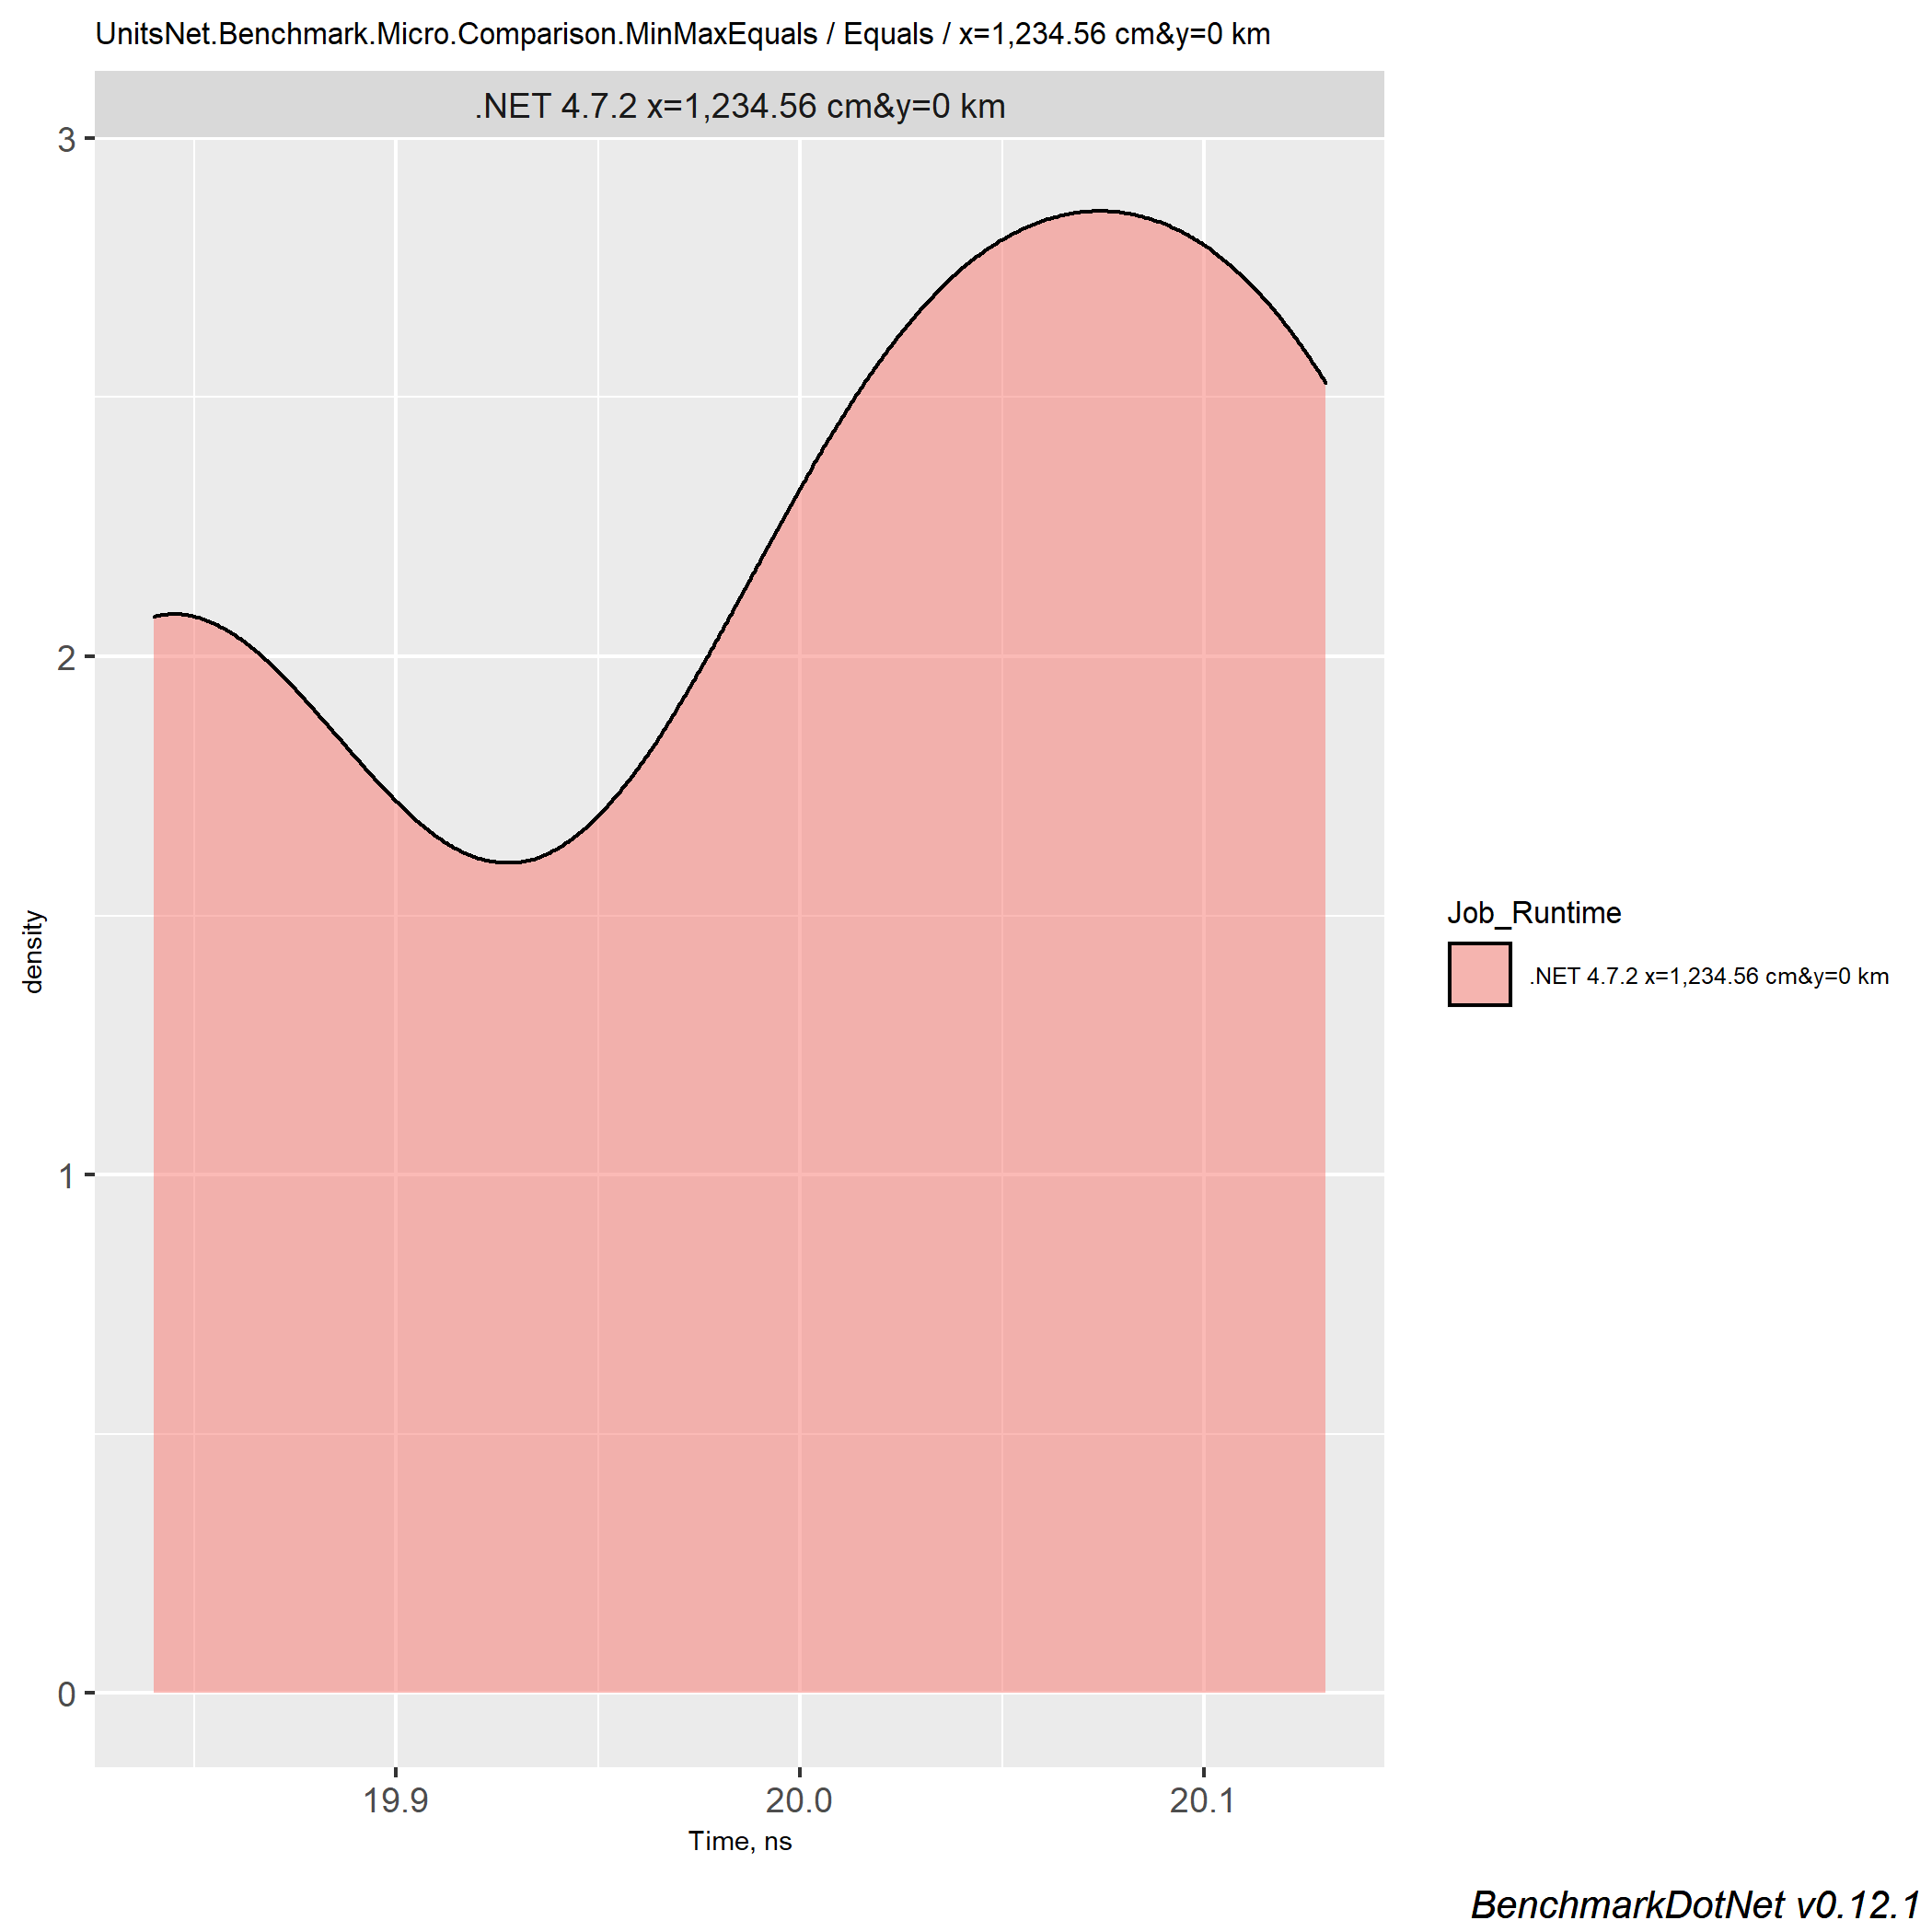 UnitsNet.Benchmark.Micro.Comparison.MinMaxEquals / Equals / x=1,234.56 cm&y=0 km
.NET 4.7.2 x=1,234.56 cm&y=0 km
3
2
1
0
density
19.9 20.0 20.1
Time, ns
Job_Runtime
.NET 4.7.2 x=1,234.56 cm&y=0 km
BenchmarkDotNet v0.12.1